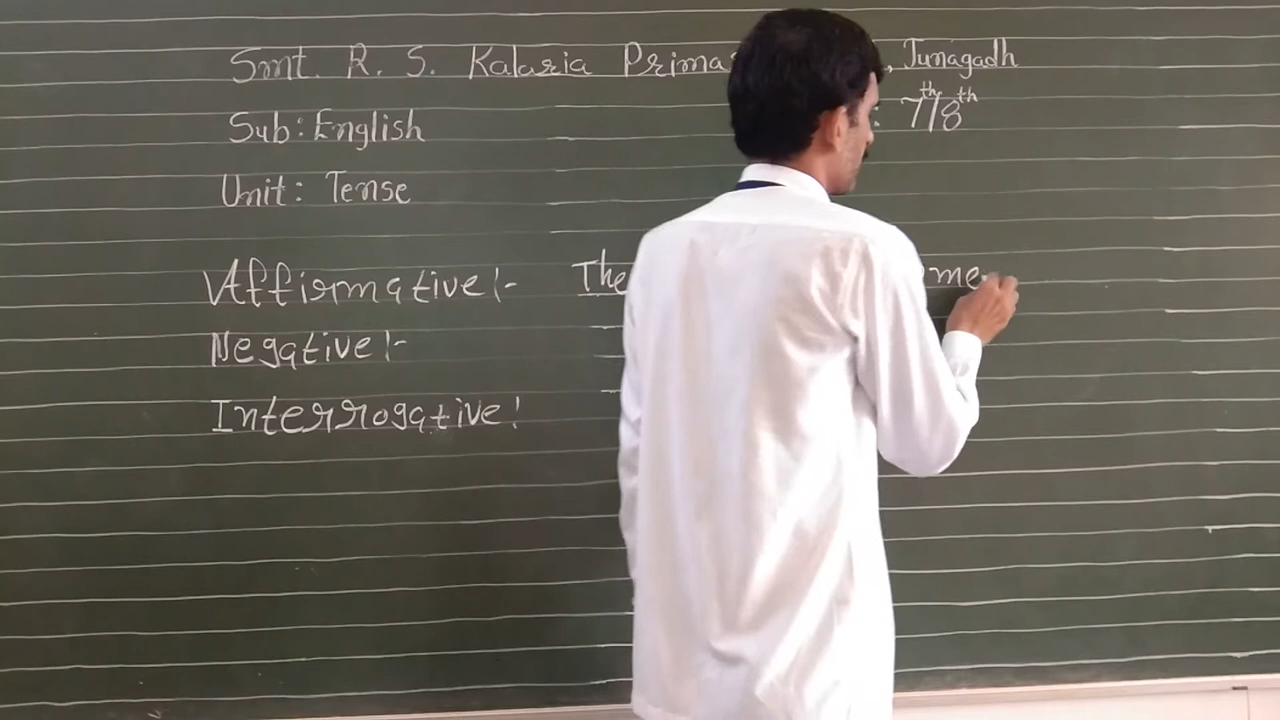 Smt. R. S. Kalaria Prima , Junagadh
Sub: English : 7th/8th
Unit: Tense
Affirmative :- The me
Negative :-
Interrogative :